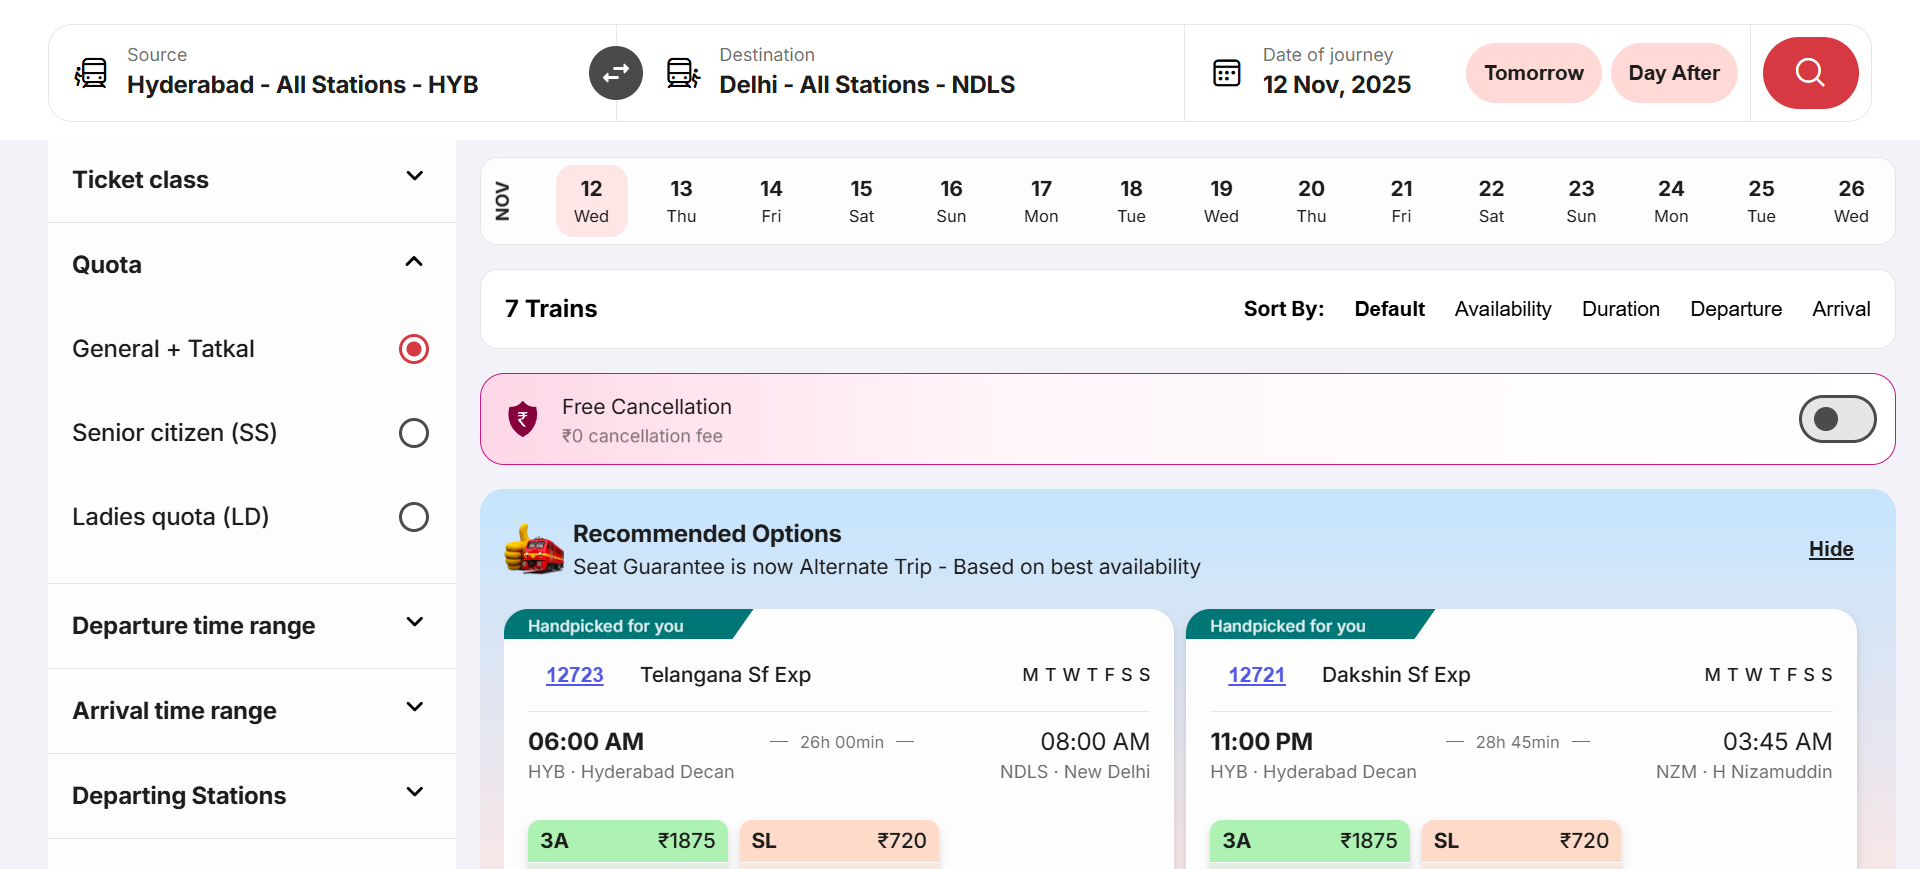 Source
Hyderabad - All Stations - HYB
Destination
Delhi - All Stations - NDLS
Date of journey
12 Nov, 2025
Tomorrow
Day After
Ticket class
Quota
General + Tatkal
Senior citizen (SS)
Ladies quota (LD)
Departure time range
Arrival time range
Departing Stations
NOV
12 13 14 15 16 17 18 19 20 21 22 23 24 25 26
Wed Thu Fri Sat Sun Mon Tue Wed Thu Fri Sat Sun Mon Tue Wed
7 Trains
Sort By: Default Availability Duration Departure Arrival
Free Cancellation
₹0 cancellation fee
Recommended Options
Seat Guarantee is now Alternate Trip - Based on best availability
Hide
Handpicked for you
12723 Telangana Sf Exp M T W T F S S
06:00 AM — 26h 00min — 08:00 AM
HYB · Hyderabad Decan NDLS · New Delhi
3A ₹1875 SL ₹720
Handpicked for you
12721 Dakshin Sf Exp M T W T F S S
11:00 PM — 28h 45min — 03:45 AM
HYB · Hyderabad Decan NZM · H Nizamuddin
3A ₹1875 SL ₹720